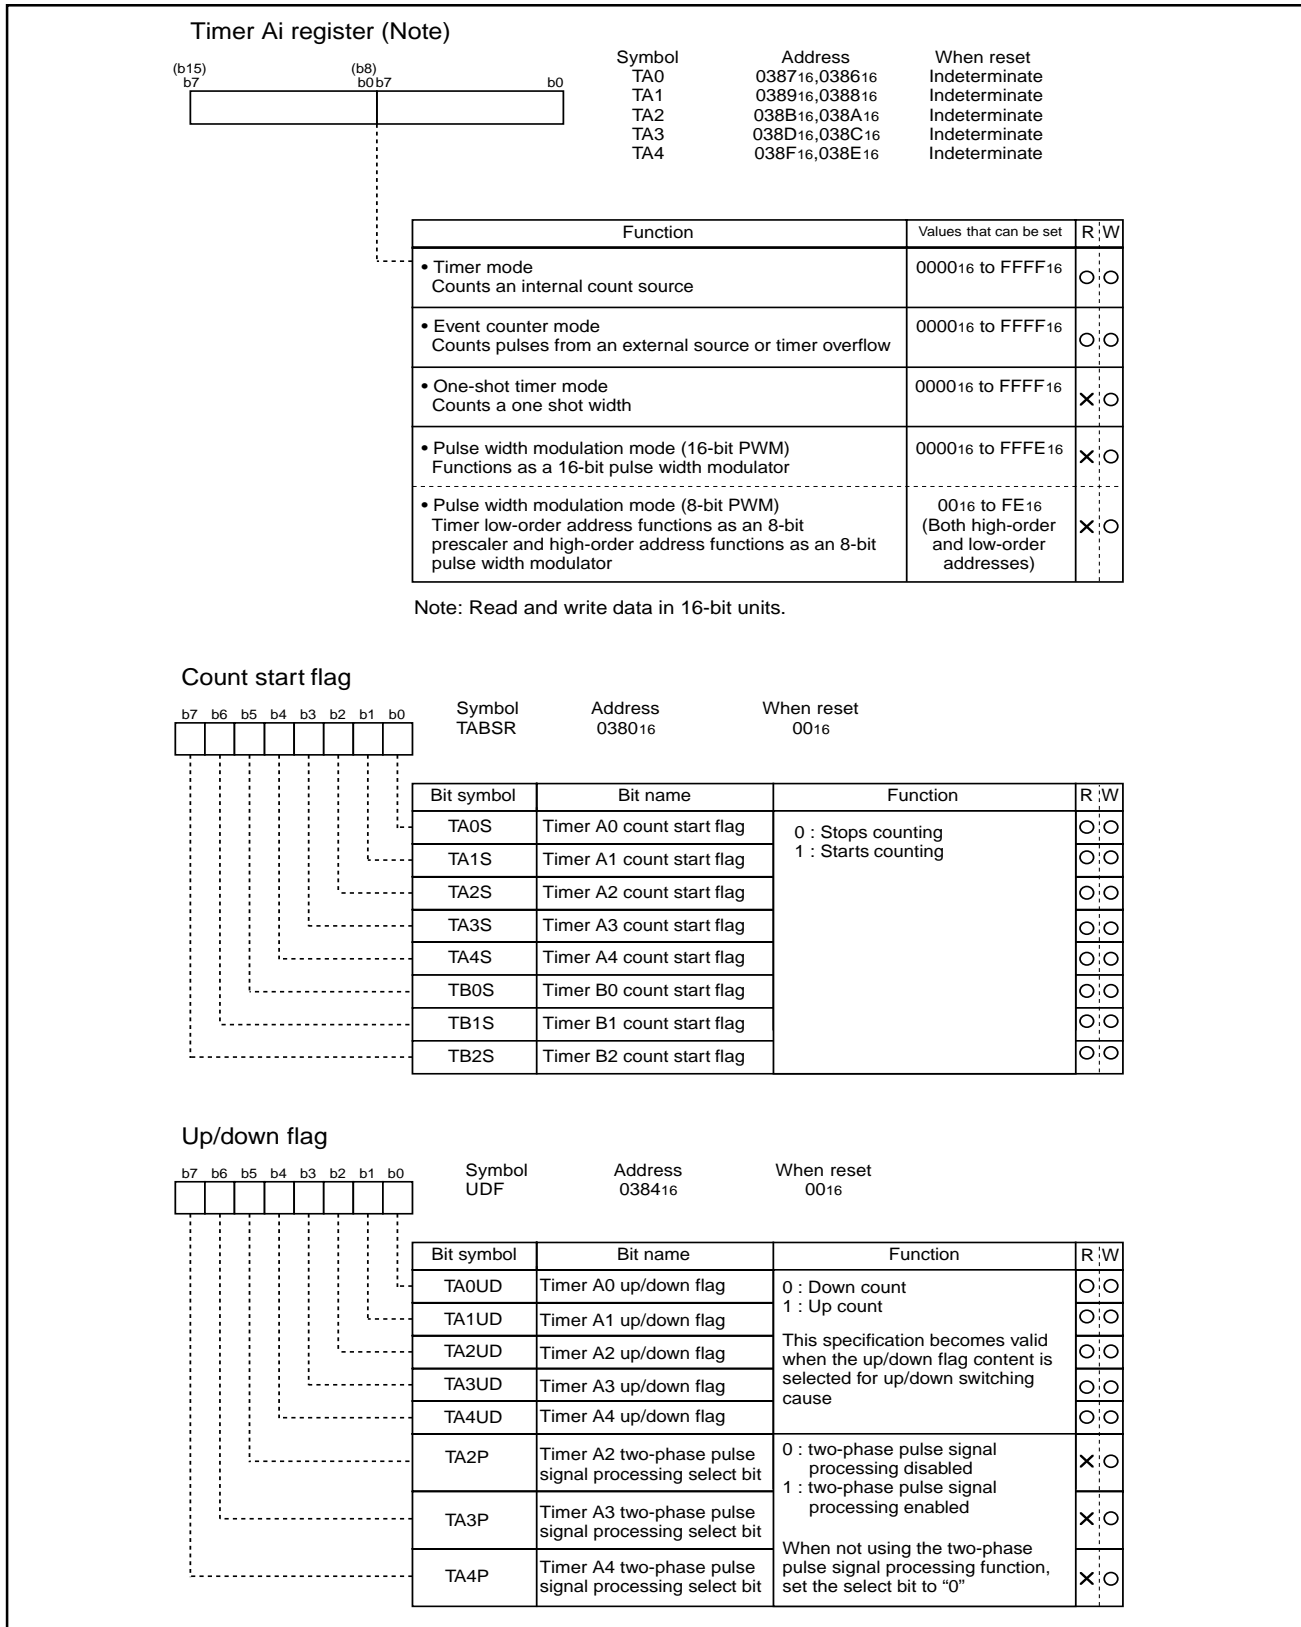 Timer Ai register (Note)
(b15) (b8)
b7 b0 b7 b0
Symbol Address When reset
TA0 038716,038616 Indeterminate
TA1 038916,038816 Indeterminate
TA2 038B16,038A16 Indeterminate
TA3 038D16,038C16 Indeterminate
TA4 038F16,038E16 Indeterminate
Function Values that can be set R W
• Timer mode 000016 to FFFF16
Counts an internal count source
• Event counter mode 000016 to FFFF16
Counts pulses from an external source or timer overflow
• One-shot timer mode 000016 to FFFF16
Counts a one shot width
• Pulse width modulation mode (16-bit PWM) 000016 to FFFE16
Functions as a 16-bit pulse width modulator
• Pulse width modulation mode (8-bit PWM) 0016 to FE16
Timer low-order address functions as an 8-bit (Both high-order
prescaler and high-order address functions as an 8-bit and low-order
pulse width modulator addresses)
Note: Read and write data in 16-bit units.
Count start flag
b7 b6 b5 b4 b3 b2 b1 b0
Symbol Address When reset
TABSR 038016 0016
Bit symbol Bit name Function R W
TA0S Timer A0 count start flag 0 : Stops counting
TA1S Timer A1 count start flag 1 : Starts counting
TA2S Timer A2 count start flag
TA3S Timer A3 count start flag
TA4S Timer A4 count start flag
TB0S Timer B0 count start flag
TB1S Timer B1 count start flag
TB2S Timer B2 count start flag
Up/down flag
b7 b6 b5 b4 b3 b2 b1 b0
Symbol Address When reset
UDF 038416 0016
Bit symbol Bit name Function R W
TA0UD Timer A0 up/down flag 0 : Down count
TA1UD Timer A1 up/down flag 1 : Up count
TA2UD Timer A2 up/down flag This specification becomes valid
when the up/down flag content is
TA3UD Timer A3 up/down flag selected for up/down switching
cause
TA4UD Timer A4 up/down flag
TA2P Timer A2 two-phase pulse 0 : two-phase pulse signal
signal processing select bit processing disabled
1 : two-phase pulse signal
TA3P Timer A3 two-phase pulse processing enabled
signal processing select bit
When not using the two-phase
TA4P Timer A4 two-phase pulse pulse signal processing function,
signal processing select bit set the select bit to “0”